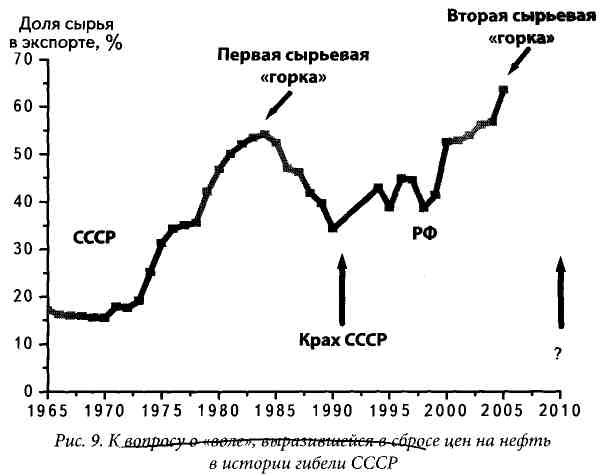 Доля сырья
в экспорте, %
Вторая сырьевая
«горка»
Первая сырьевая
«горка»
70
60
50
40
30
20
10
0
СССР
РФ
Крах СССР
?
1965 1970 1975 1980 1985 1990 1995 2000 2005 2010
Рис. 9. К вопросу о «воле», выразившейся в сбросе цен на нефть
в истории гибели СССР